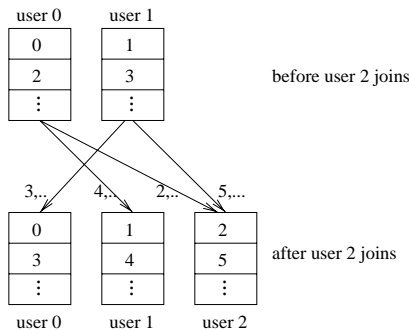 user 0 user 1
0 1
2 3
⋮ ⋮
before user 2 joins
3,.. 4,.. 2,.. 5,...
0 1 2
3 4 5
⋮ ⋮ ⋮
after user 2 joins
user 0 user 1 user 2